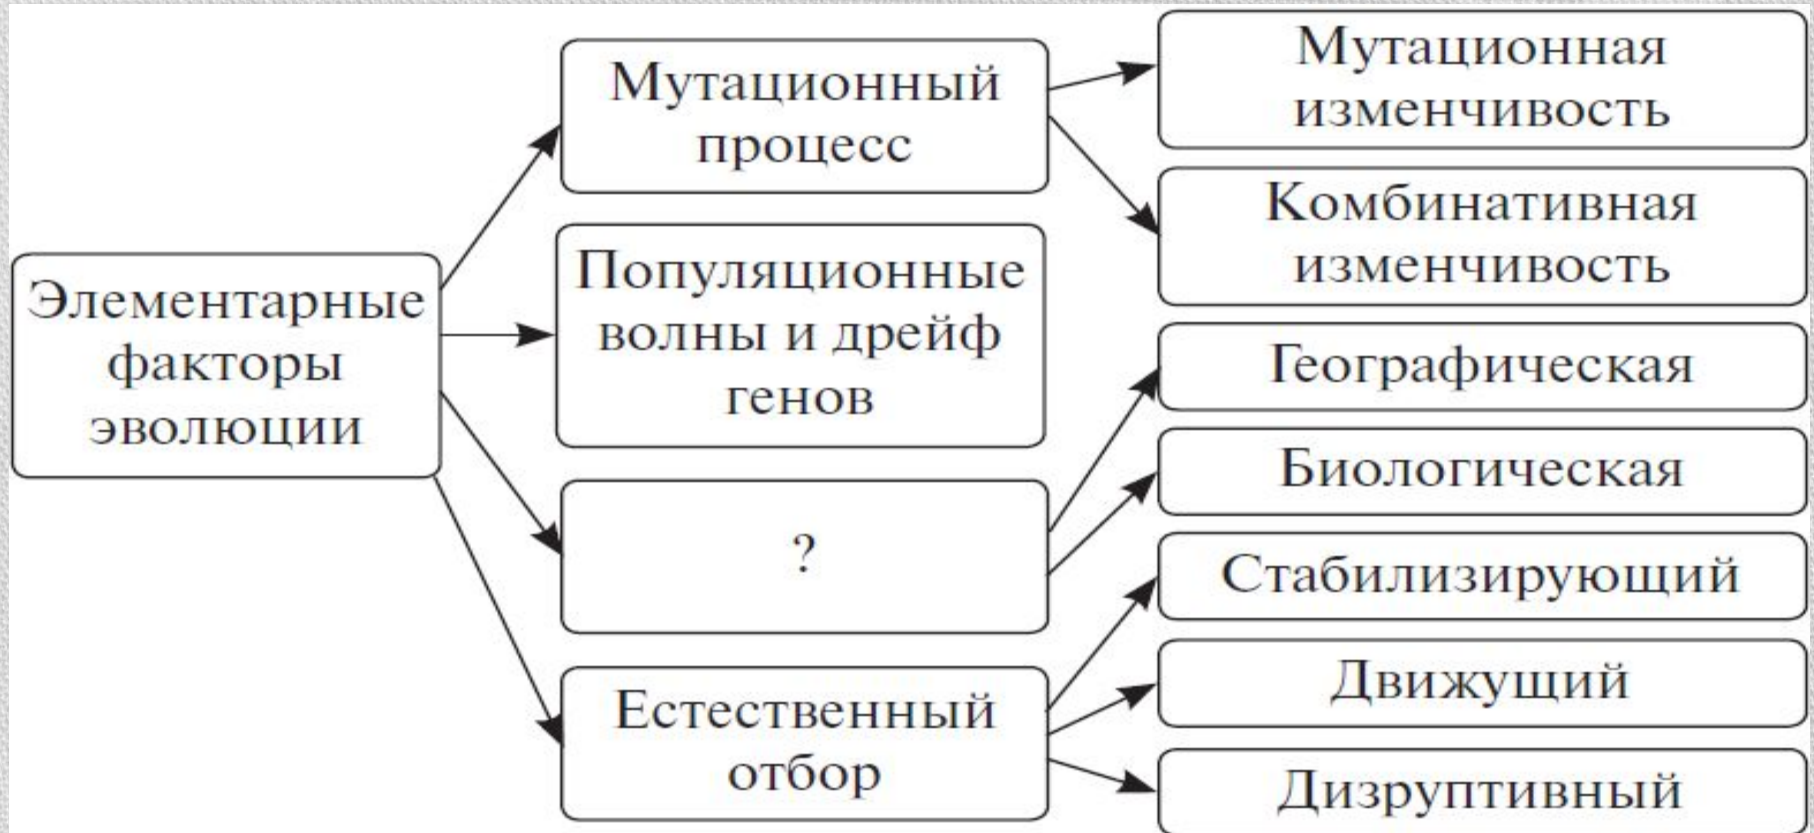 Элементарные
факторы
эволюции
Мутационный
процесс
Популяционные
волны и дрейф
генов
?
Естественный
отбор
Мутационная
изменчивость
Комбинативная
изменчивость
Географическая
Биологическая
Стабилизирующий
Движущий
Дизруптивный